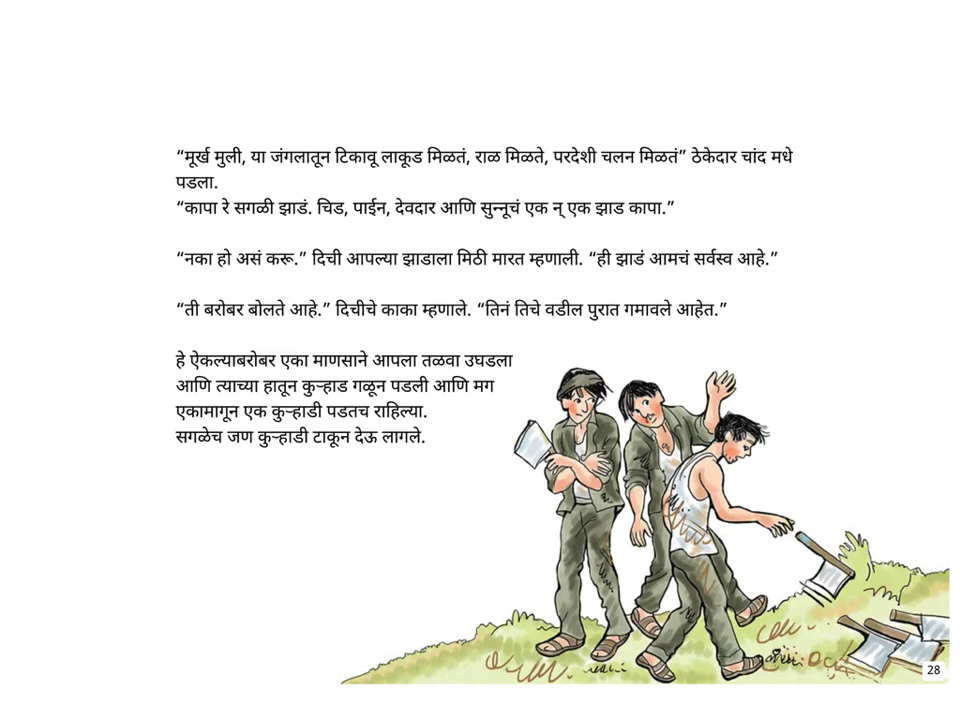 “मूर्ख मुली, या जंगलातून टिकावू लाकूड मिळतं, राळ मिळते, परदेशी चलन मिळतं” ठेकेदार चांद मधे
पडला.
“कापा रे सगळी झाडं. चिड, पाईन, देवदार आणि सुन्नूचं एक न् एक झाड कापा.”
“नका हो असं करू.” दिची आपल्या झाडाला मिठी मारत म्हणाली. “ही झाडं आमचं सर्वस्व आहे.”
“ती बरोबर बोलते आहे.” दिचीचे काका म्हणाले. “तिनं तिचे वडील पुरात गमावले आहेत.”
हे ऐकल्याबरोबर एका माणसाने आपला तळवा उघडला
आणि त्याच्या हातून कुऱ्हाड गळून पडली आणि मग
एकामागून एक कुऱ्हाडी पडतच राहिल्या.
सगळेच जण कुऱ्हाडी टाकून देऊ लागले.
28